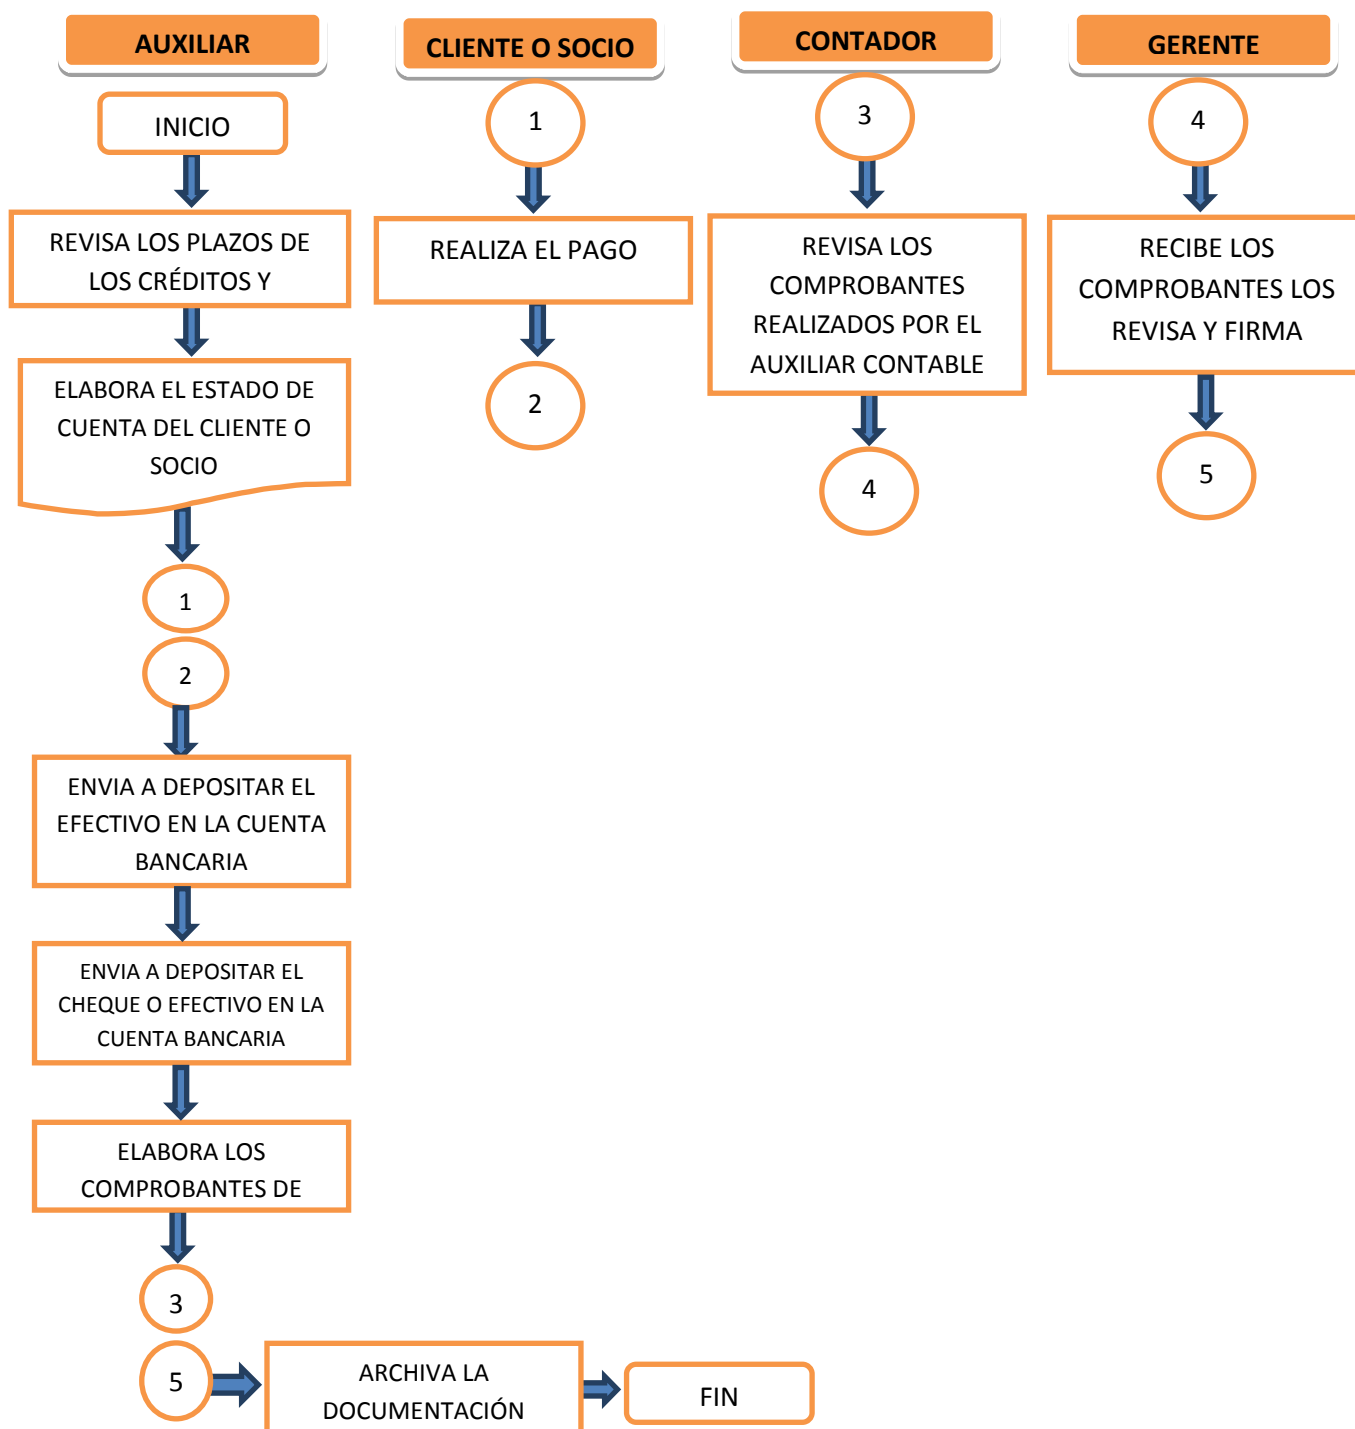 AUXILIAR
INICIO
REVISA LOS PLAZOS DE
LOS CRÉDITOS Y
ELABORA EL ESTADO DE
CUENTA DEL CLIENTE O
SOCIO
1
2
ENVIA A DEPOSITAR EL
EFECTIVO EN LA CUENTA
BANCARIA
ENVIA A DEPOSITAR EL
CHEQUE O EFECTIVO EN LA
CUENTA BANCARIA
ELABORA LOS
COMPROBANTES DE
3
5
ARCHIVA LA
DOCUMENTACIÓN
FIN
CLIENTE O SOCIO
1
REALIZA EL PAGO
2
CONTADOR
3
REVISA LOS
COMPROBANTES
REALIZADOS POR EL
AUXILIAR CONTABLE
4
GERENTE
4
RECIBE LOS
COMPROBANTES LOS
REVISA Y FIRMA
5